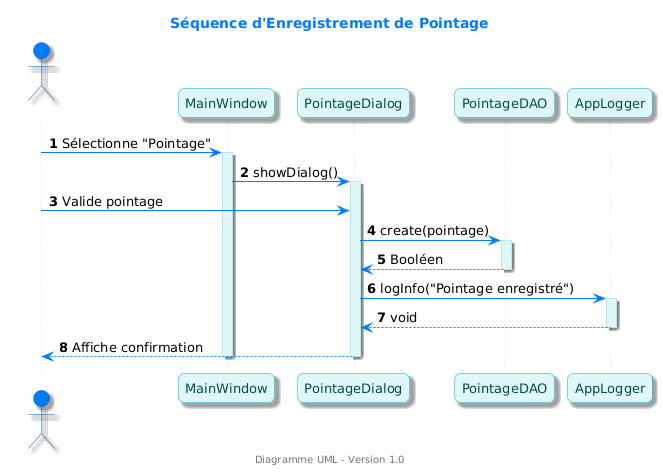 Séquence d'Enregistrement de Pointage
MainWindow
PointageDialog
PointageDAO
AppLogger
1 Sélectionne "Pointage"
2 showDialog()
3 Valide pointage
4 create(pointage)
5 Booléen
6 logInfo("Pointage enregistré")
7 void
8 Affiche confirmation
MainWindow
PointageDialog
PointageDAO
AppLogger
Diagramme UML - Version 1.0